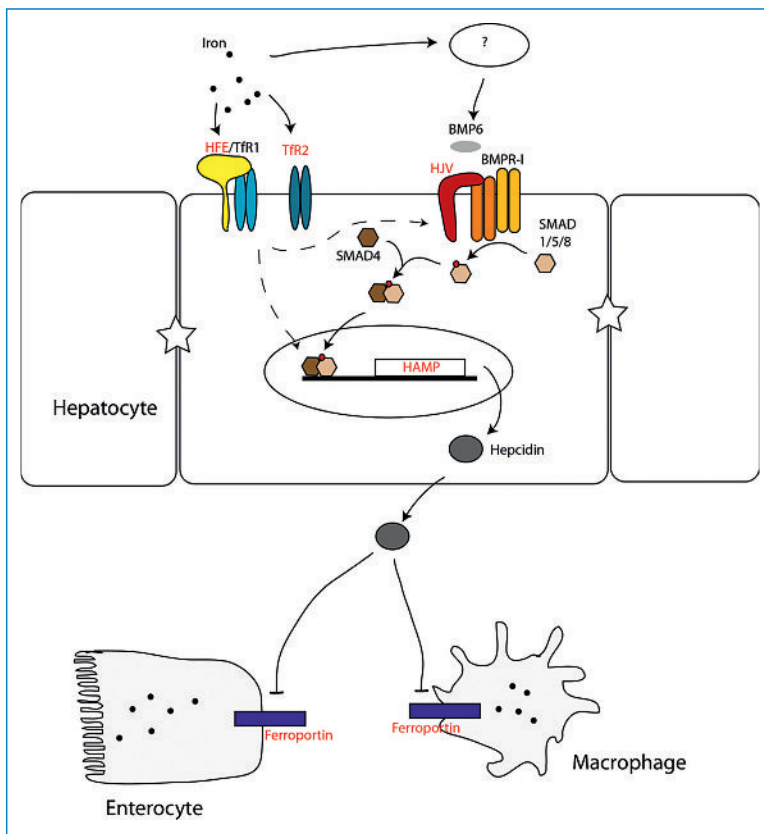 Iron
?
BMP6
HFE/TfR1
TfR2
HJV
BMPR-I
SMAD4
SMAD
1/5/8
HAMP
Hepatocyte
Hepcidin
Ferroportin
Ferroportin
Macrophage
Enterocyte